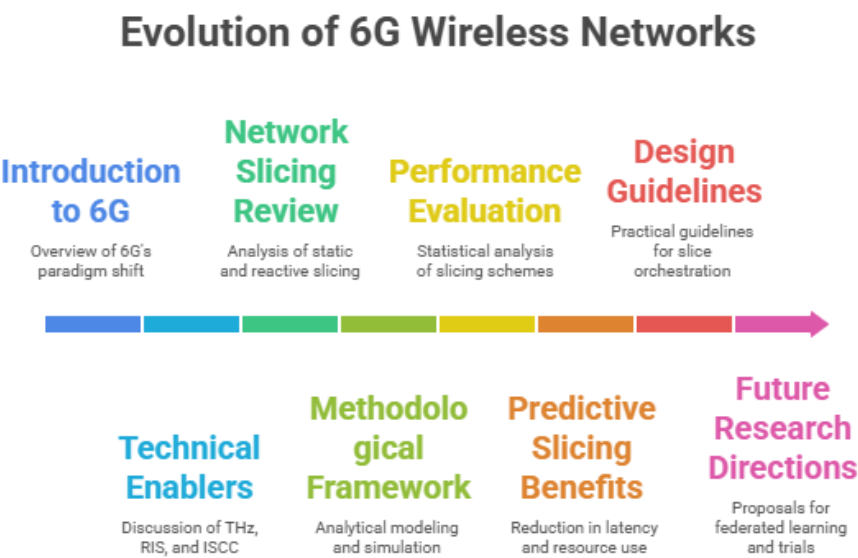 Evolution of 6G Wireless Networks
Introduction
to 6G
Overview of 6G's
paradigm shift
Network
Slicing
Review
Analysis of static
and reactive slicing
Performance
Evaluation
Statistical analysis
of slicing schemes
Design
Guidelines
Practical guidelines
for slice
orchestration
Technical
Enablers
Discussion of THz,
RIS, and ISCC
Methodolo
gical
Framework
Analytical modeling
and simulation
Predictive
Slicing
Benefits
Reduction in latency
and resource use
Future
Research
Directions
Proposals for
federated learning
and trials